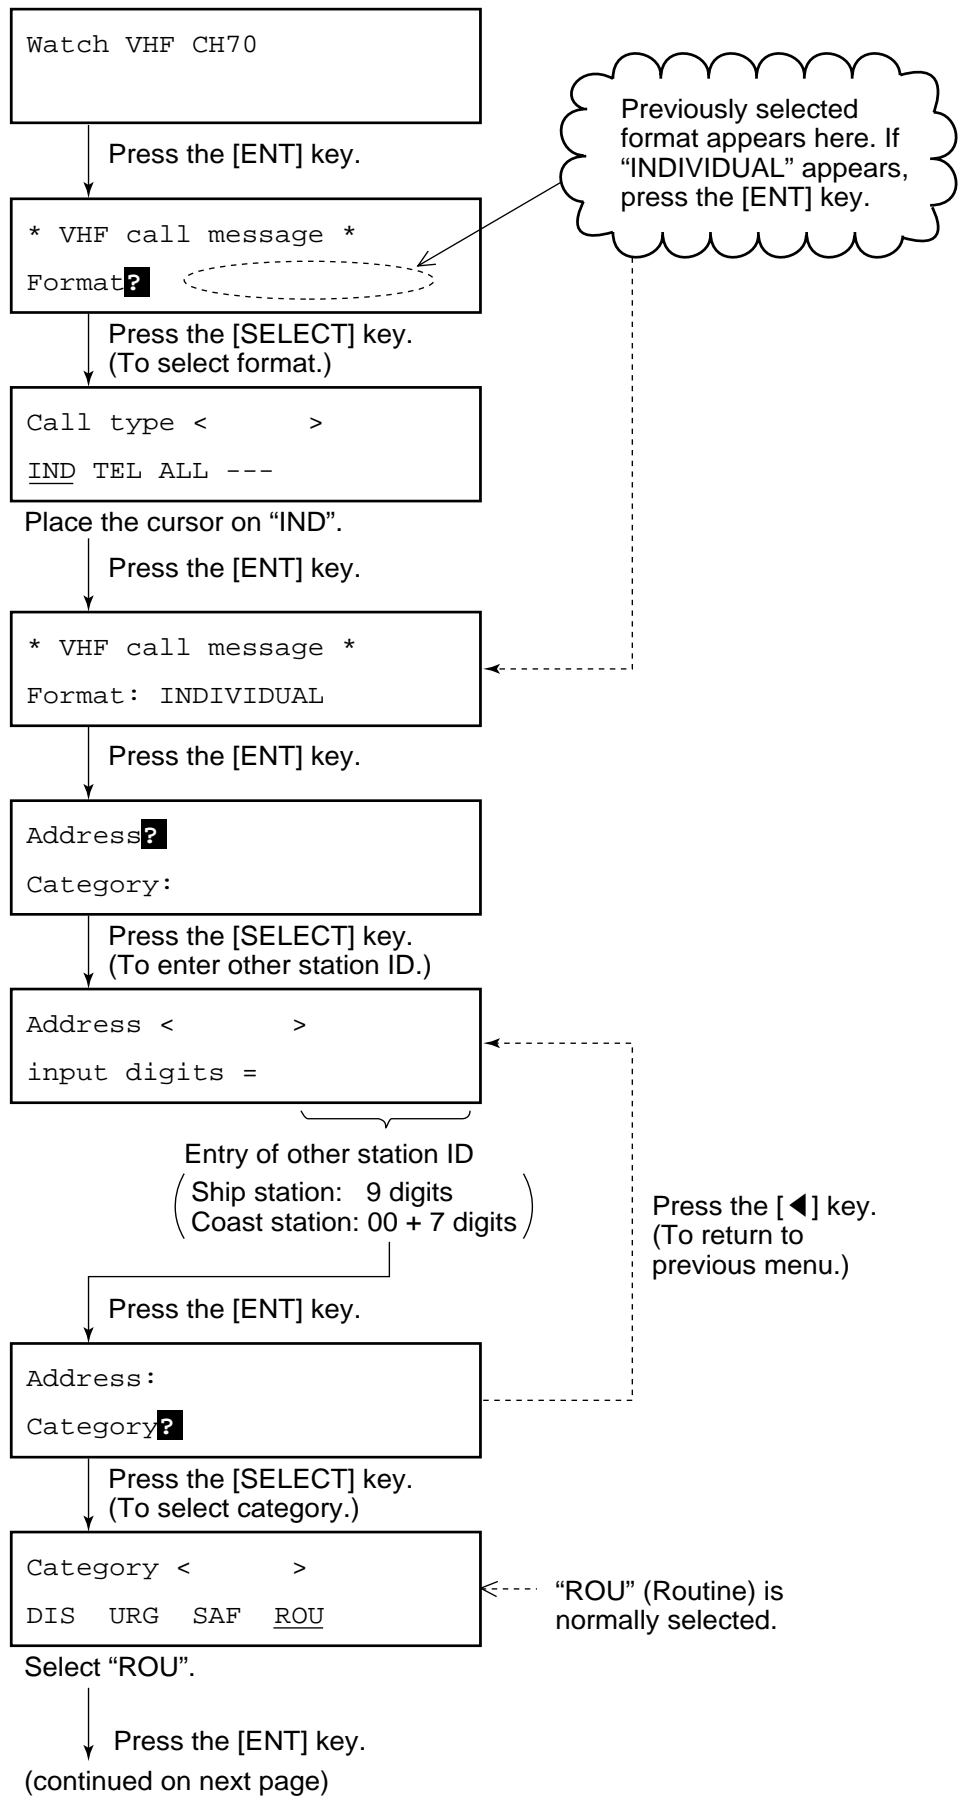 Watch VHF CH70
Press the [ENT] key.
Previously selected
format appears here. If
“INDIVIDUAL” appears,
press the [ENT] key.
* VHF call message *
Format?
Press the [SELECT] key.
(To select format.)
Call type < >
IND TEL ALL ---
Place the cursor on “IND”.
Press the [ENT] key.
* VHF call message *
Format: INDIVIDUAL
Press the [ENT] key.
Address?
Category:
Press the [SELECT] key.
(To enter other station ID.)
Address < >
input digits =
Entry of other station ID
Ship station: 9 digits
Coast station: 00 + 7 digits
Press the [◀] key.
(To return to
previous menu.)
Press the [ENT] key.
Address:
Category?
Press the [SELECT] key.
(To select category.)
Category < >
DIS URG SAF ROU
“ROU” (Routine) is
normally selected.
Select “ROU”.
Press the [ENT] key.
(continued on next page)